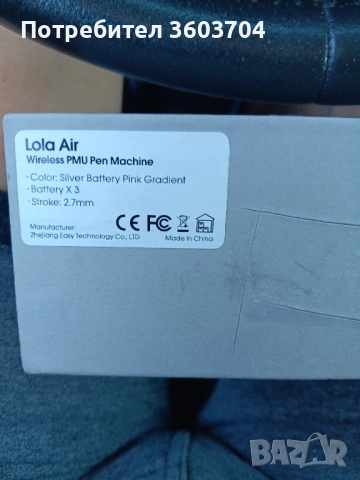 Потребител 3603704
Lola Air
Wireless PMU Pen Machine
·Color: Silver Battery Pink Gradient
·Battery X 3
·Stroke: 2.7mm
Manufacturer:
Zhejiang Easy Technology Co., LTD
CE FC
Made In China
BAZAR